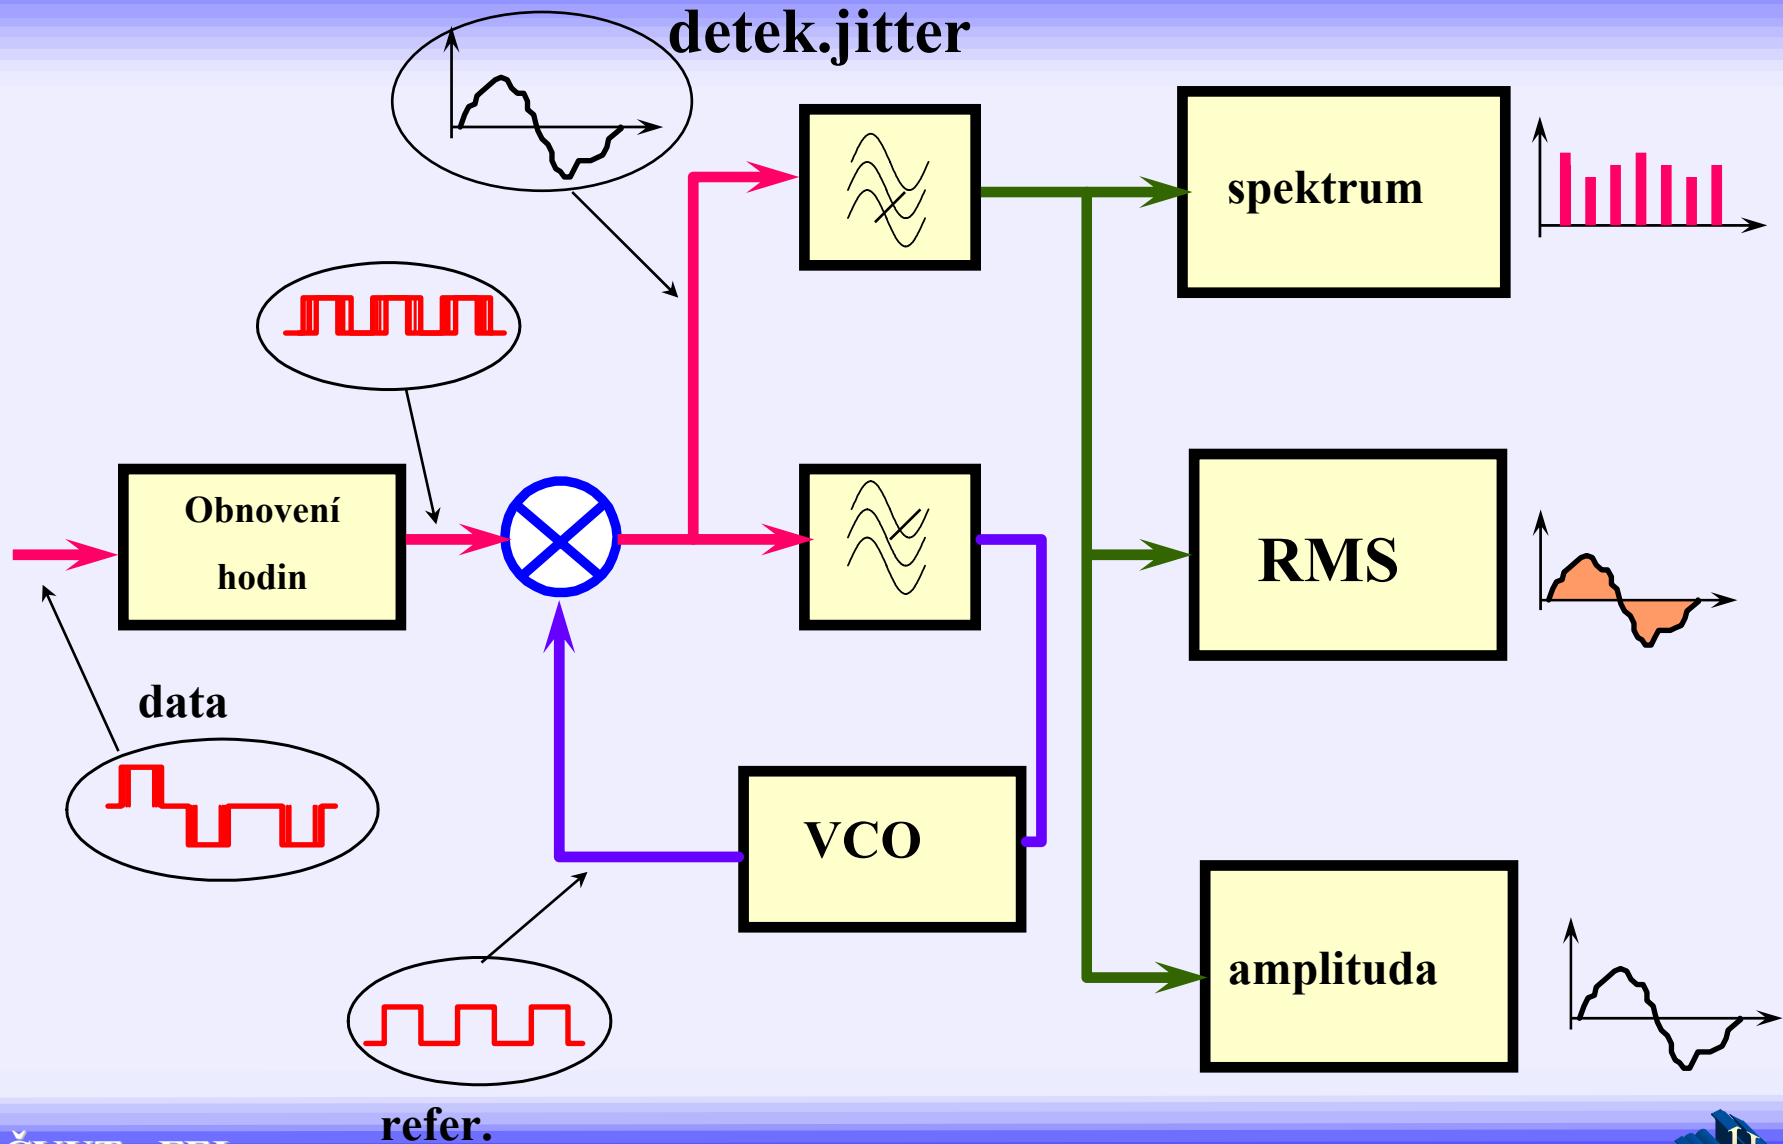 detek.jitter
spektrum
Obnovení
hodin
RMS
data
VCO
amplituda
refer.